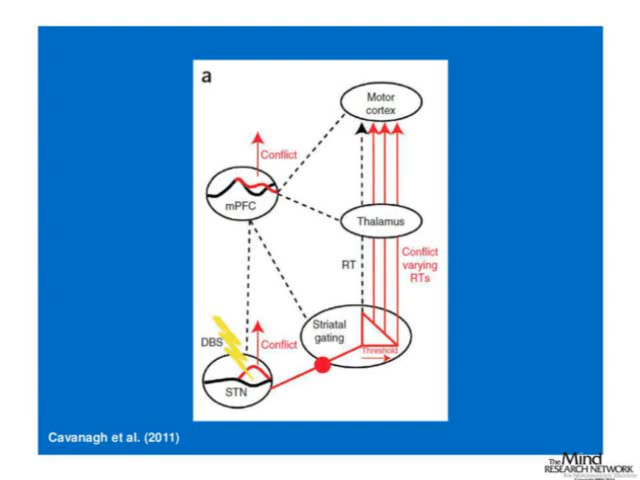 a
Motor
cortex
Conflict
mPFC
Thalamus
RT
Conflict
varying
RTs
Striatal
gating
Threshold
DBS
Conflict
STN
Cavanagh et al. (2011)
The Mind
RESEARCH NETWORK